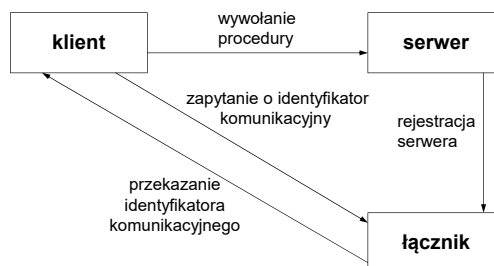 klient
wywołanie
procedury
serwer
zapytanie o identyfikator
komunikacyjny
rejestracja
serwera
przekazanie
identyfikatora
komunikacyjnego
łącznik